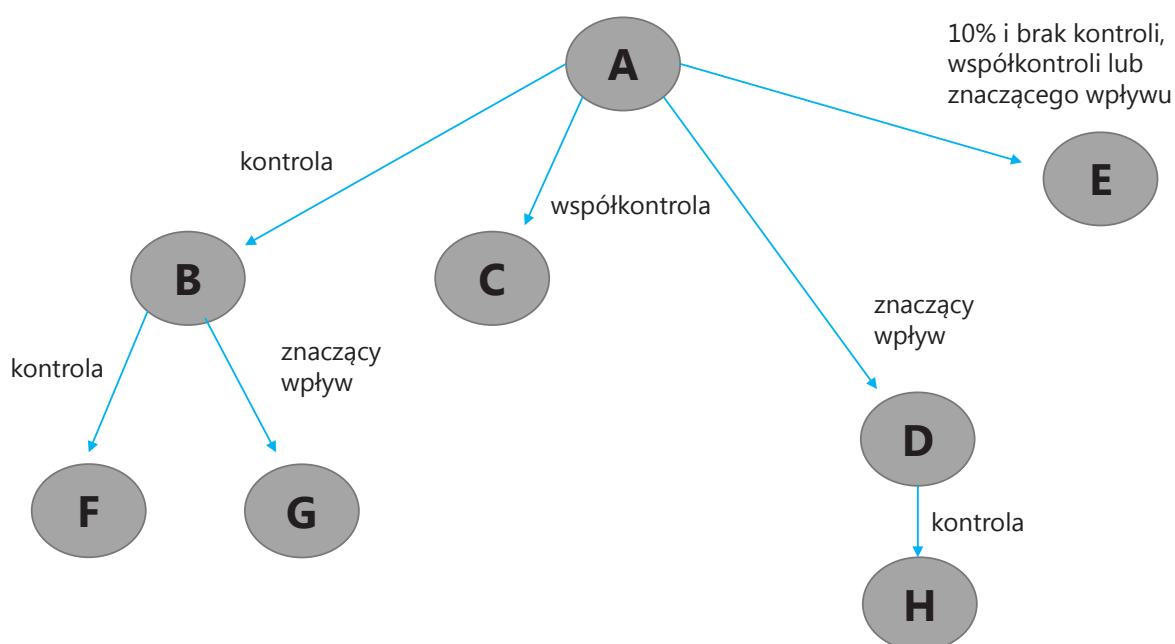 10% i brak kontroli,
współkontroli lub
znaczącego wpływu
A
E
kontrola
współkontrola
B
C
znaczący
wpływ
kontrola
znaczący
wpływ
D
F
G
kontrola
H